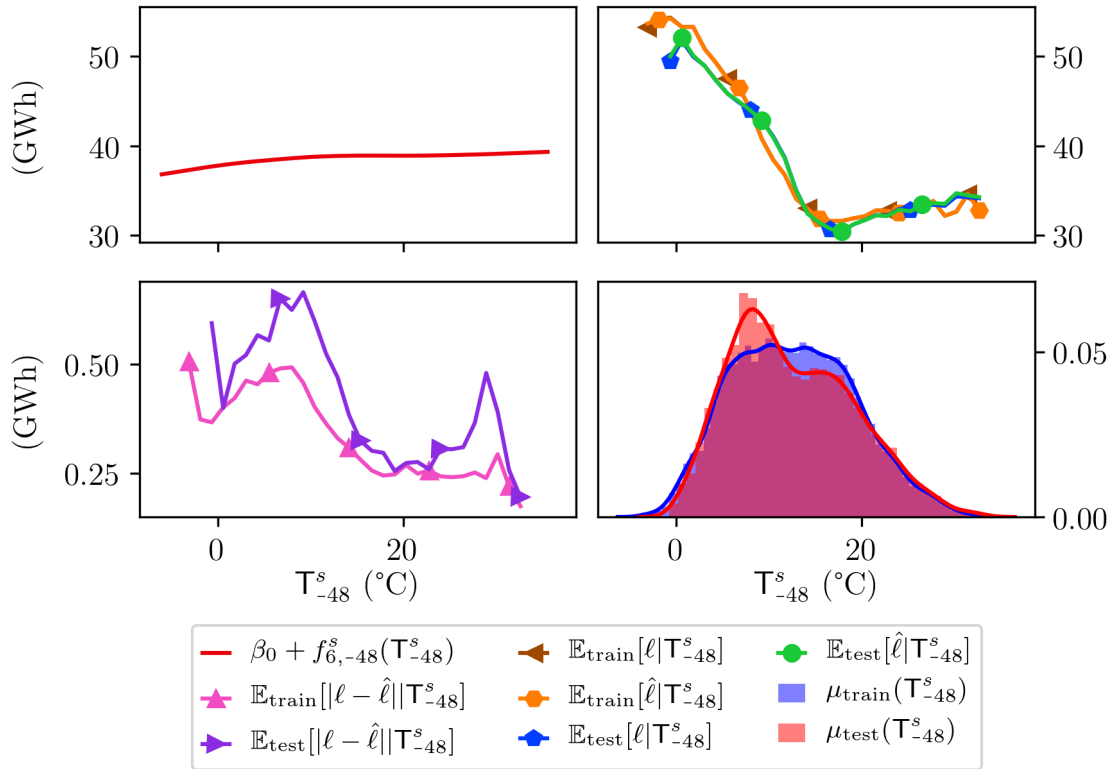 (GWh) 50 40 30
50 40 30
(GWh) 0.50 0.25
0.05 0.00
0 20 0 20
T^s_{-48} (°C) T^s_{-48} (°C)
β₀ + f^s_{6,-48}(T^s_{-48}) 𝔼_train[ℓ|T^s_{-48}] 𝔼_test[ℓ̂|T^s_{-48}]
𝔼_train[|ℓ − ℓ̂||T^s_{-48}] 𝔼_train[ℓ̂|T^s_{-48}] μ_train(T^s_{-48})
𝔼_test[|ℓ − ℓ̂||T^s_{-48}] 𝔼_test[ℓ|T^s_{-48}] μ_test(T^s_{-48})